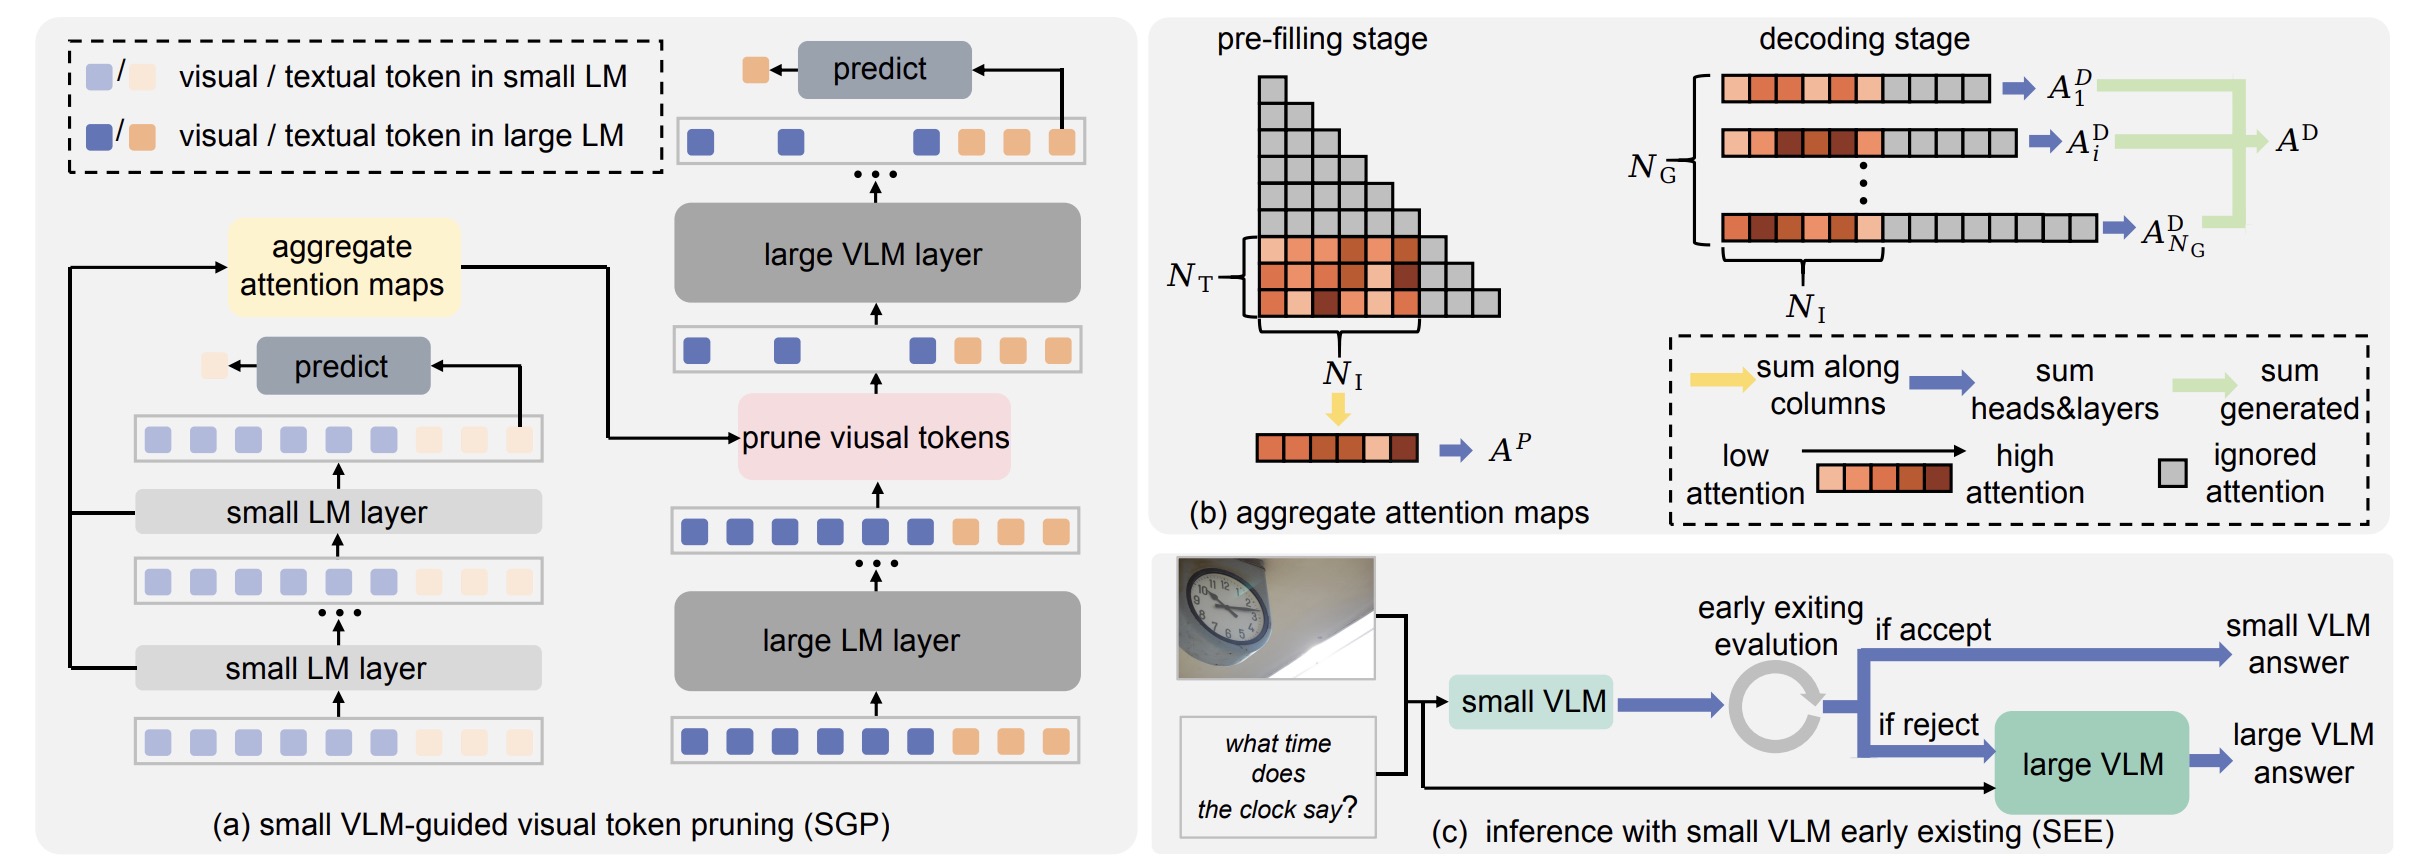 visual / textual token in small LM
visual / textual token in large LM
aggregate
attention maps
predict
small LM layer
small LM layer
predict
large VLM layer
prune viusal tokens
large LM layer
(a) small VLM-guided visual token pruning (SGP)
pre-filling stage
N_T
N_I
A^P
decoding stage
N_G
A_1^D
A_i^D
A_{N_G}^D
A^D
N_I
sum along
columns
sum
heads&layers
sum
generated
low
attention
high
attention
ignored
attention
(b) aggregate attention maps
what time
does
the clock say?
small VLM
early exiting
evalution
if accept
if reject
small VLM
answer
large VLM
large VLM
answer
(c) inference with small VLM early existing (SEE)